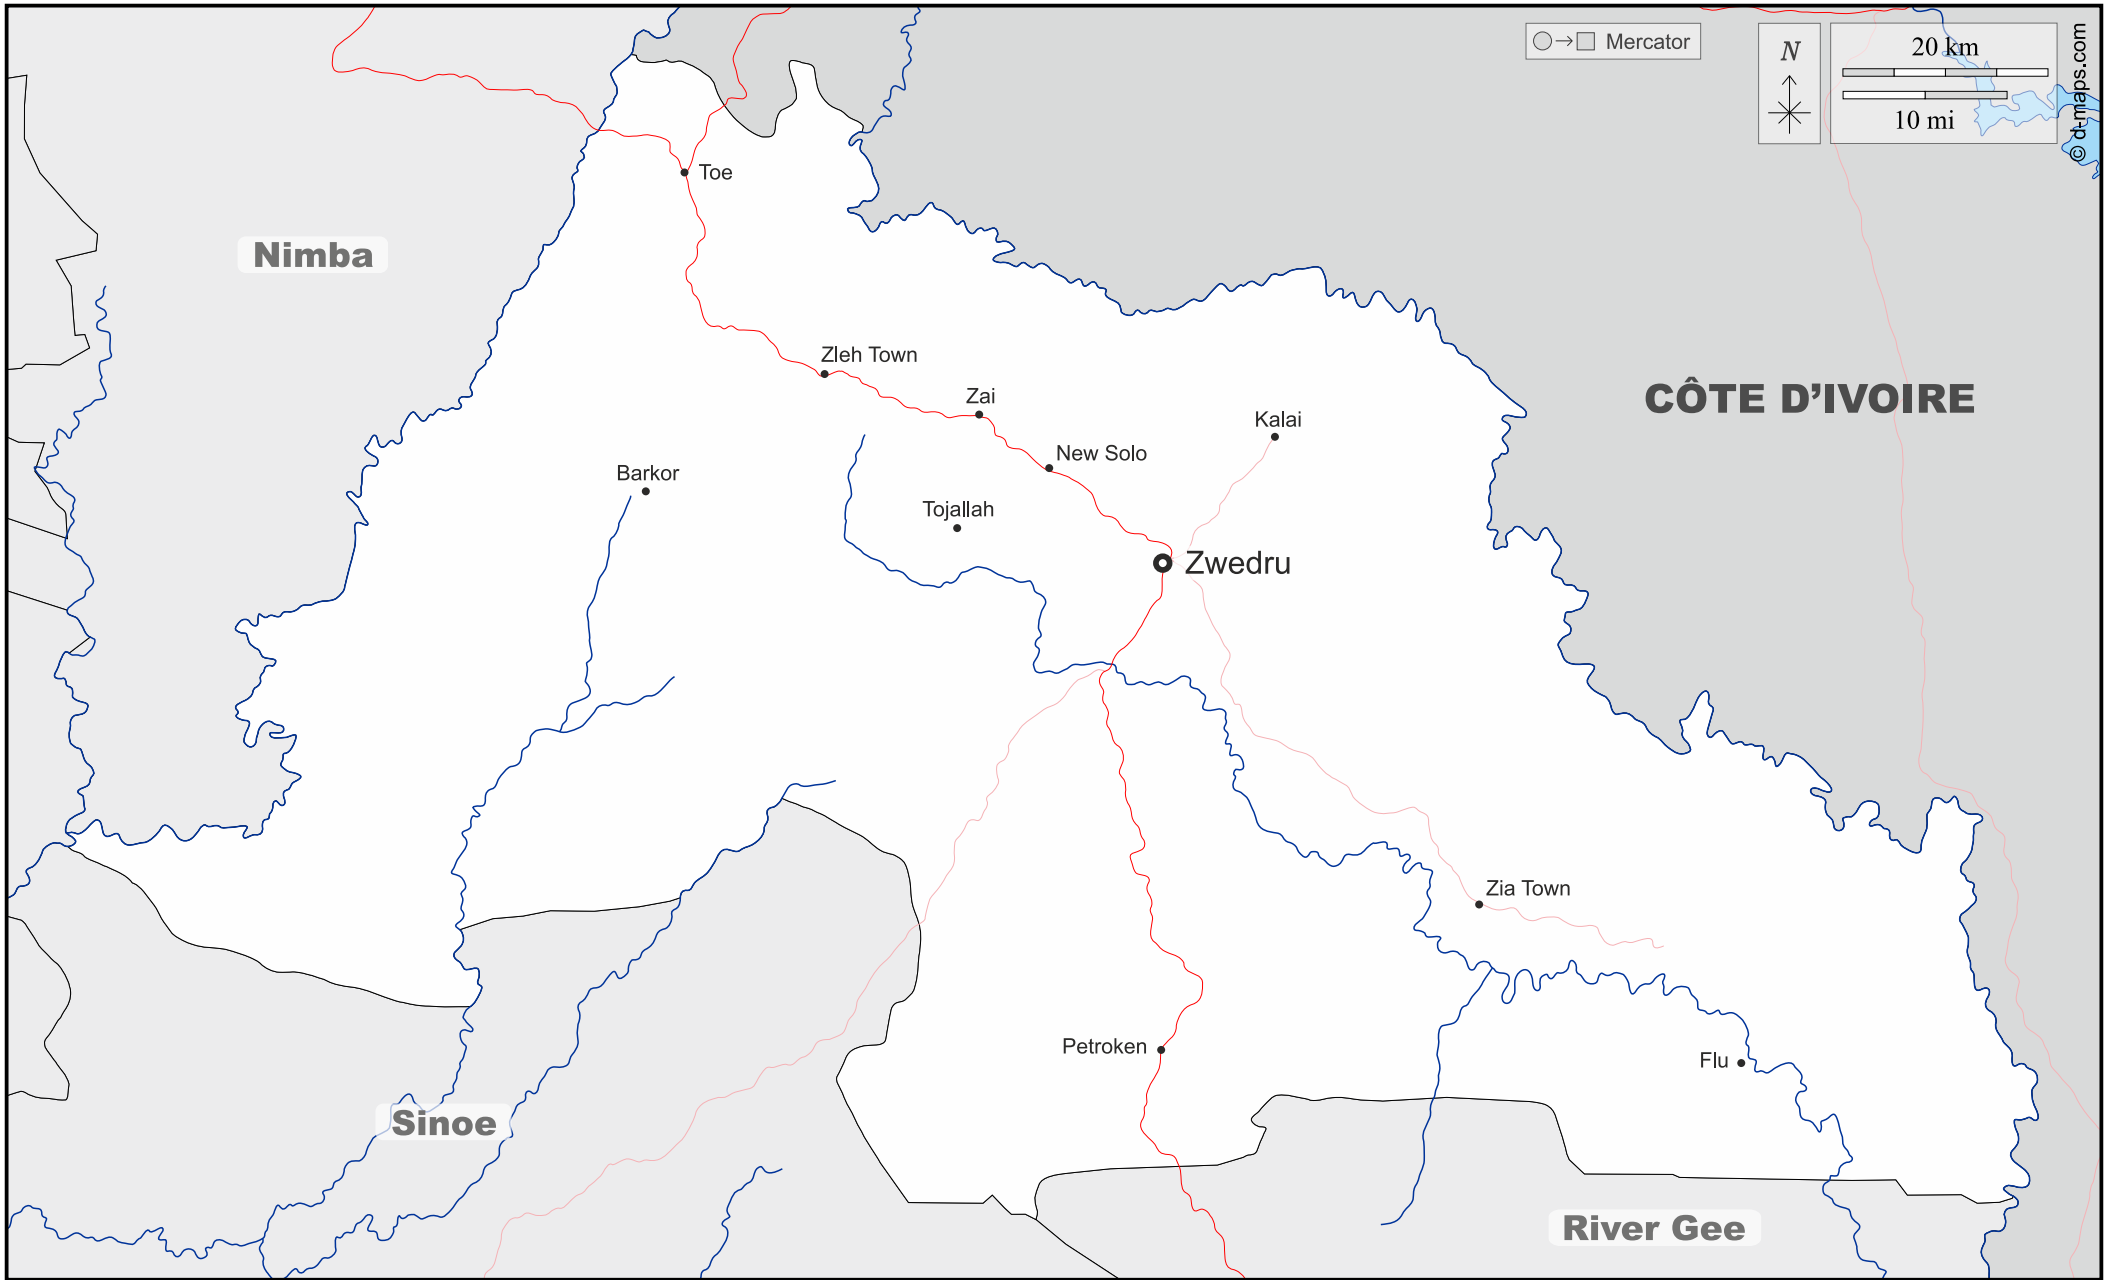 Mercator
N
20 km
10 mi
© d-maps.com
Toe
Nimba
Zleh Town
Zai
CÔTE D'IVOIRE
Kalai
New Solo
Barkor
Tojallah
Zwedru
Zia Town
Petroken
Flu
Sinoe
River Gee